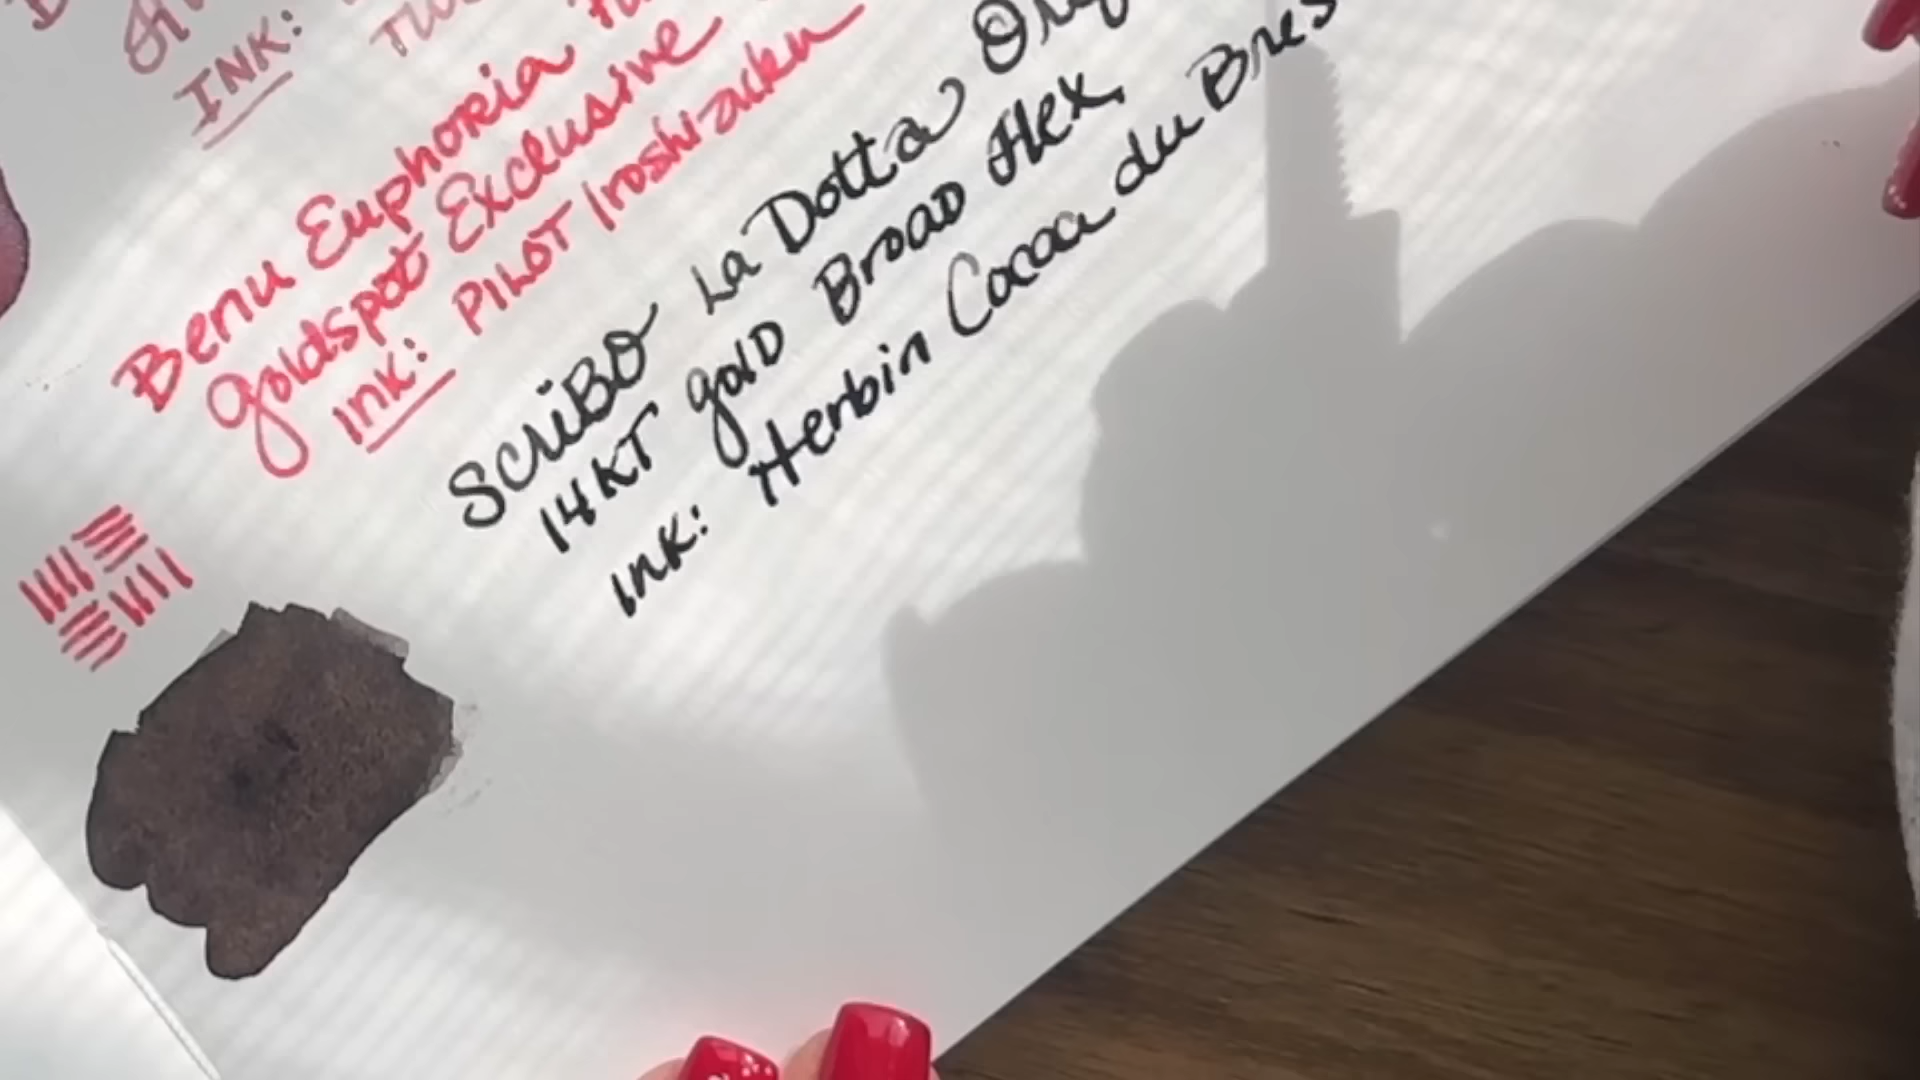 INK:
Benu Euphoria
Goldspot Exclusive
Ink: PILOT Iroshizuku
SCRIBO La Dotta
14KT gold Broad Flex
Ink: Herbin Cacao du Bres